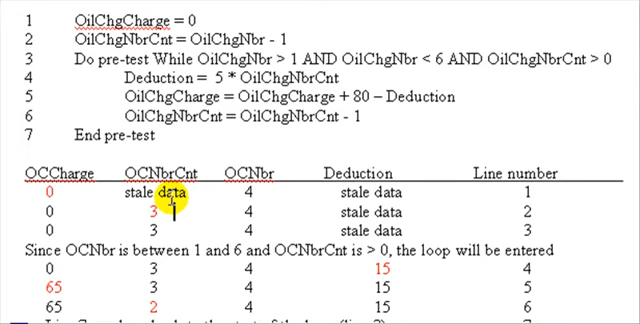 1 OilChgCharge = 0
2 OilChgNbrCnt = OilChgNbr - 1
3 Do pre-test While OilChgNbr > 1 AND OilChgNbr < 6 AND OilChgNbrCnt > 0
4 Deduction = 5 * OilChgNbrCnt
5 OilChgCharge = OilChgCharge + 80 – Deduction
6 OilChgNbrCnt = OilChgNbrCnt - 1
7 End pre-test
OCCharge OCNbrCnt OCNbr Deduction Line number
0 stale data 4 stale data 1
0 3 4 stale data 2
0 3 4 stale data 3
Since OCNbr is between 1 and 6 and OCNbrCnt is > 0, the loop will be entered
0 3 4 15 4
65 3 4 15 5
65 2 4 15 6